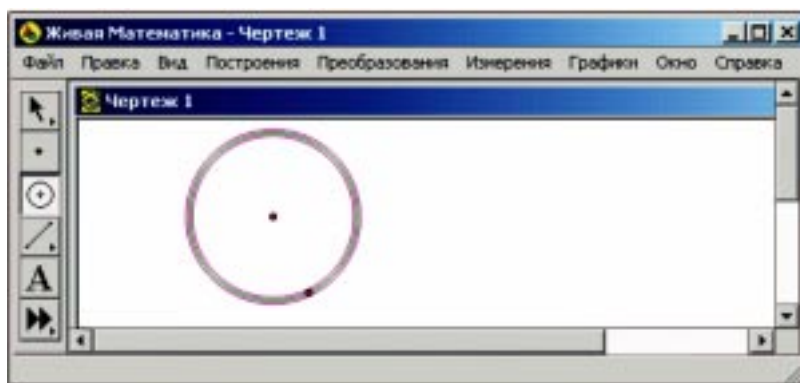 Живая Математика - Чертеж 1
Файл Правка Вид Построения Преобразования Измерения Графики Окно Справка
Чертеж 1
A